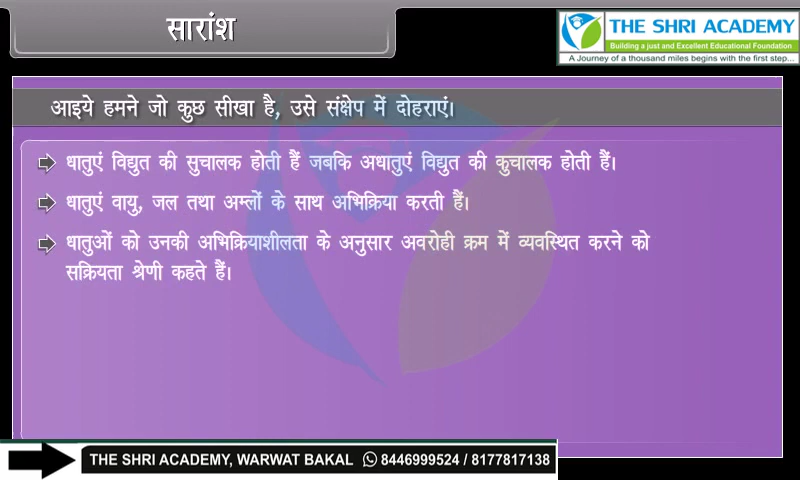 सारांश
THE SHRI ACADEMY
Building a just and Excellent Educational Foundation
A Journey of a thousand miles begins with the first step...
आइये हमने जो कुछ सीखा है, उसे संक्षेप में दोहराएं।
धातुएं विद्युत की सुचालक होती हैं जबकि अधातुएं विद्युत की कुचालक होती हैं।
धातुएं वायु, जल तथा अम्लों के साथ अभिक्रिया करती हैं।
धातुओं को उनकी अभिक्रियाशीलता के अनुसार अवरोही क्रम में व्यवस्थित करने को
सक्रियता श्रेणी कहते हैं।
THE SHRI ACADEMY, WARWAT BAKAL 8446999524 / 8177817138